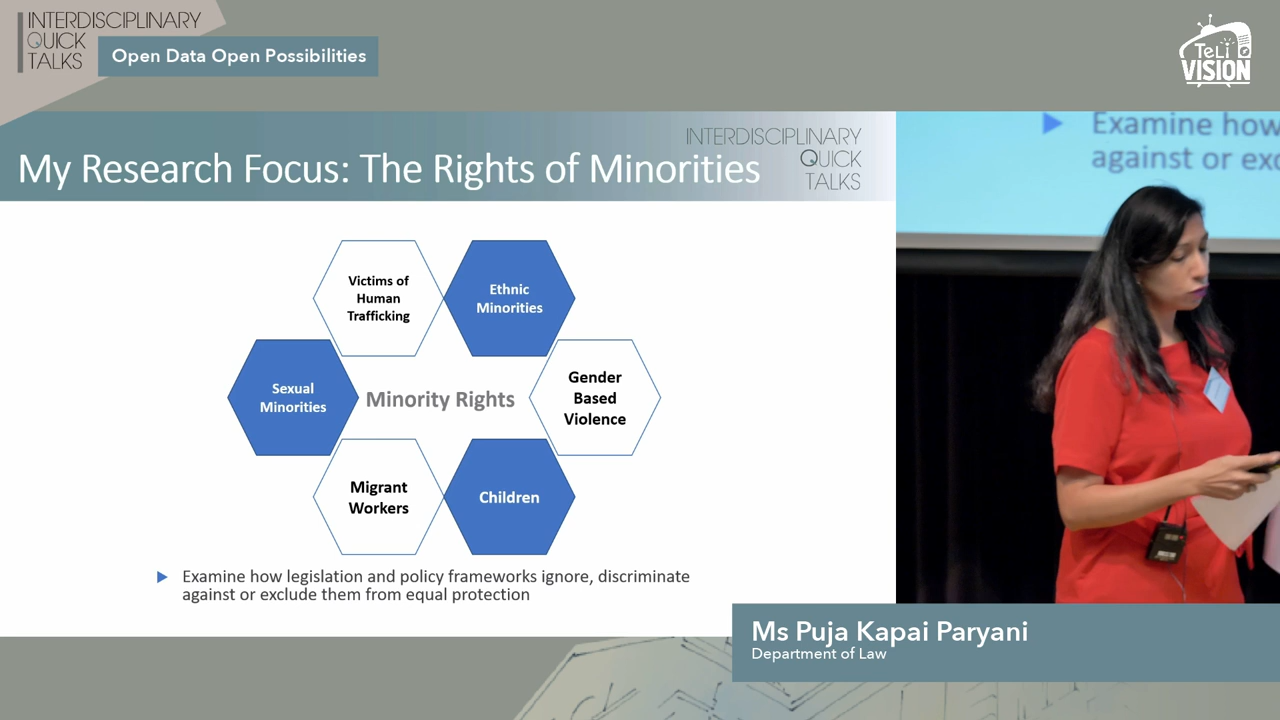 INTERDISCIPLINARY
QUICK
TALKS
Open Data Open Possibilities
TeLi
VISION
My Research Focus: The Rights of Minorities
INTERDISCIPLINARY
QUICK
TALKS
Victims of
Human
Trafficking
Ethnic
Minorities
Sexual
Minorities
Minority Rights
Gender
Based
Violence
Migrant
Workers
Children
Examine how legislation and policy frameworks ignore, discriminate
against or exclude them from equal protection
Examine how
against or exc
Ms Puja Kapai Paryani
Department of Law